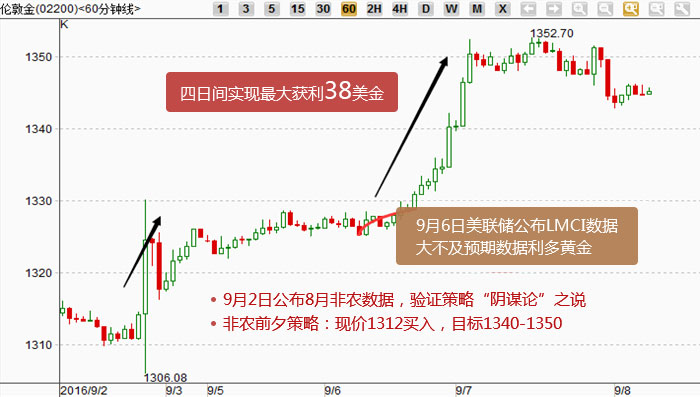 伦敦金(02200)<60分钟线>
1 3 5 15 30 60 2H 4H D W M X
K
1352.70
1350
四日间实现最大获利38美金
1340
1330
9月6日美联储公布LMCI数据
大不及预期数据利多黄金
1320
• 9月2日公布8月非农数据，验证策略“阴谋论”之说
• 非农前夕策略：现价1312买入，目标1340-1350
1310
1306.08
2016/9/2 9/3 9/5 9/6 9/7 9/8